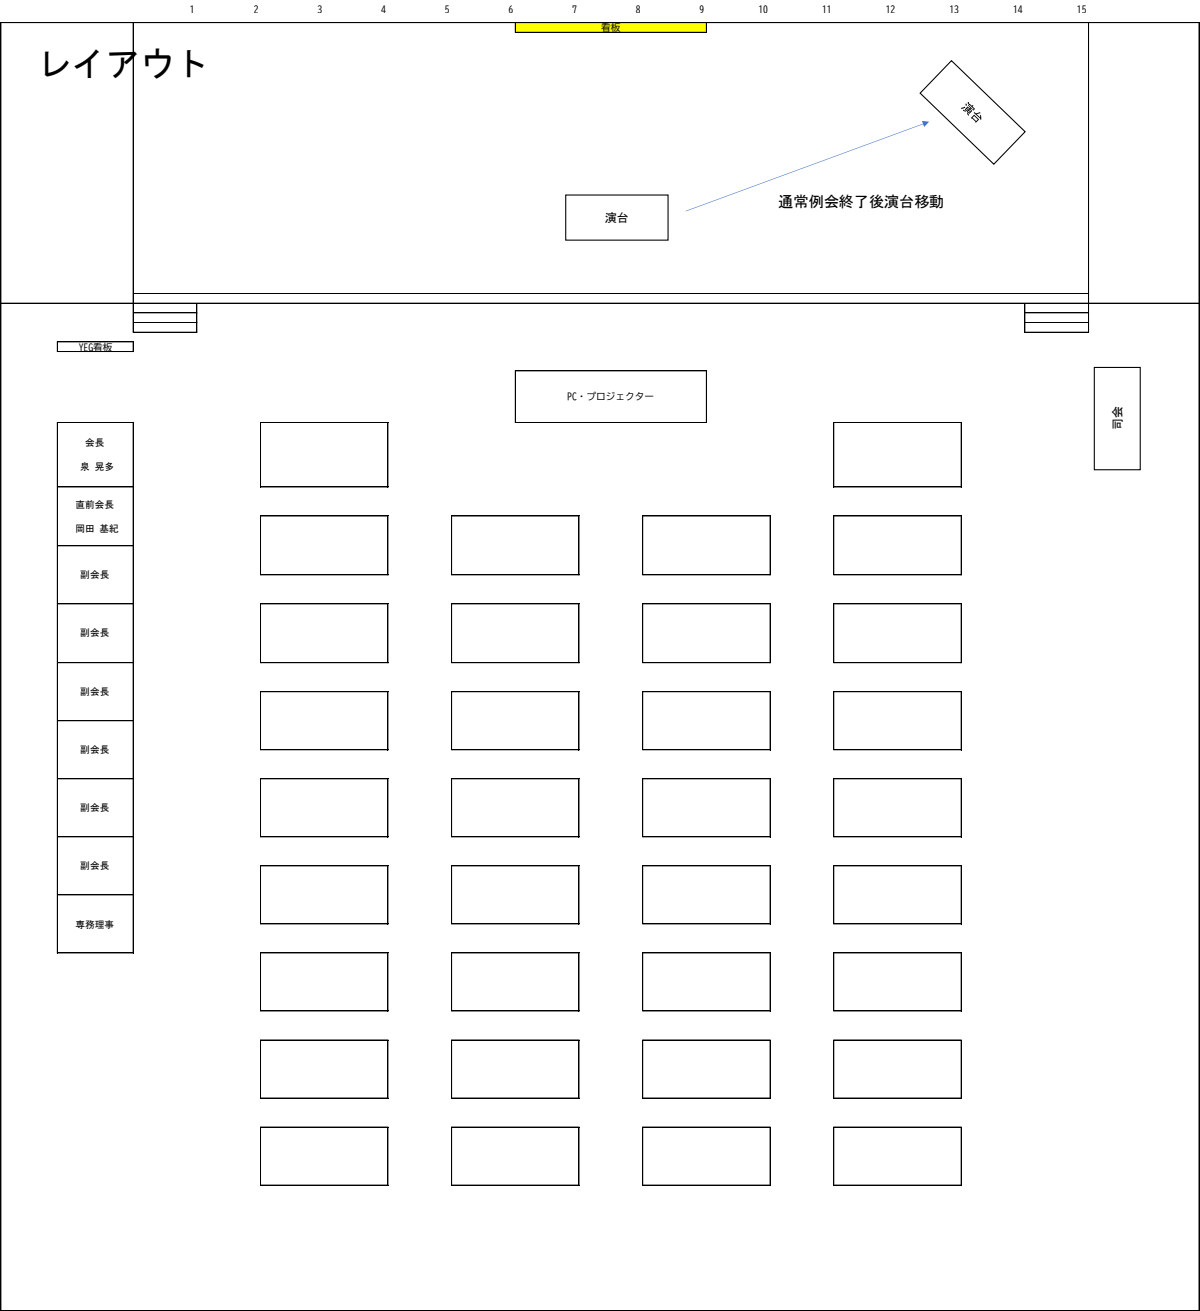 1 2 3 4 5 6 7 8 9 10 11 12 13 14 15
看板
レイアウト
演台
通常例会終了後演台移動
演台
YEG看板
PC・プロジェクター
司会
会長
泉 晃多
直前会長
岡田 基紀
副会長
副会長
副会長
副会長
副会長
副会長
専務理事